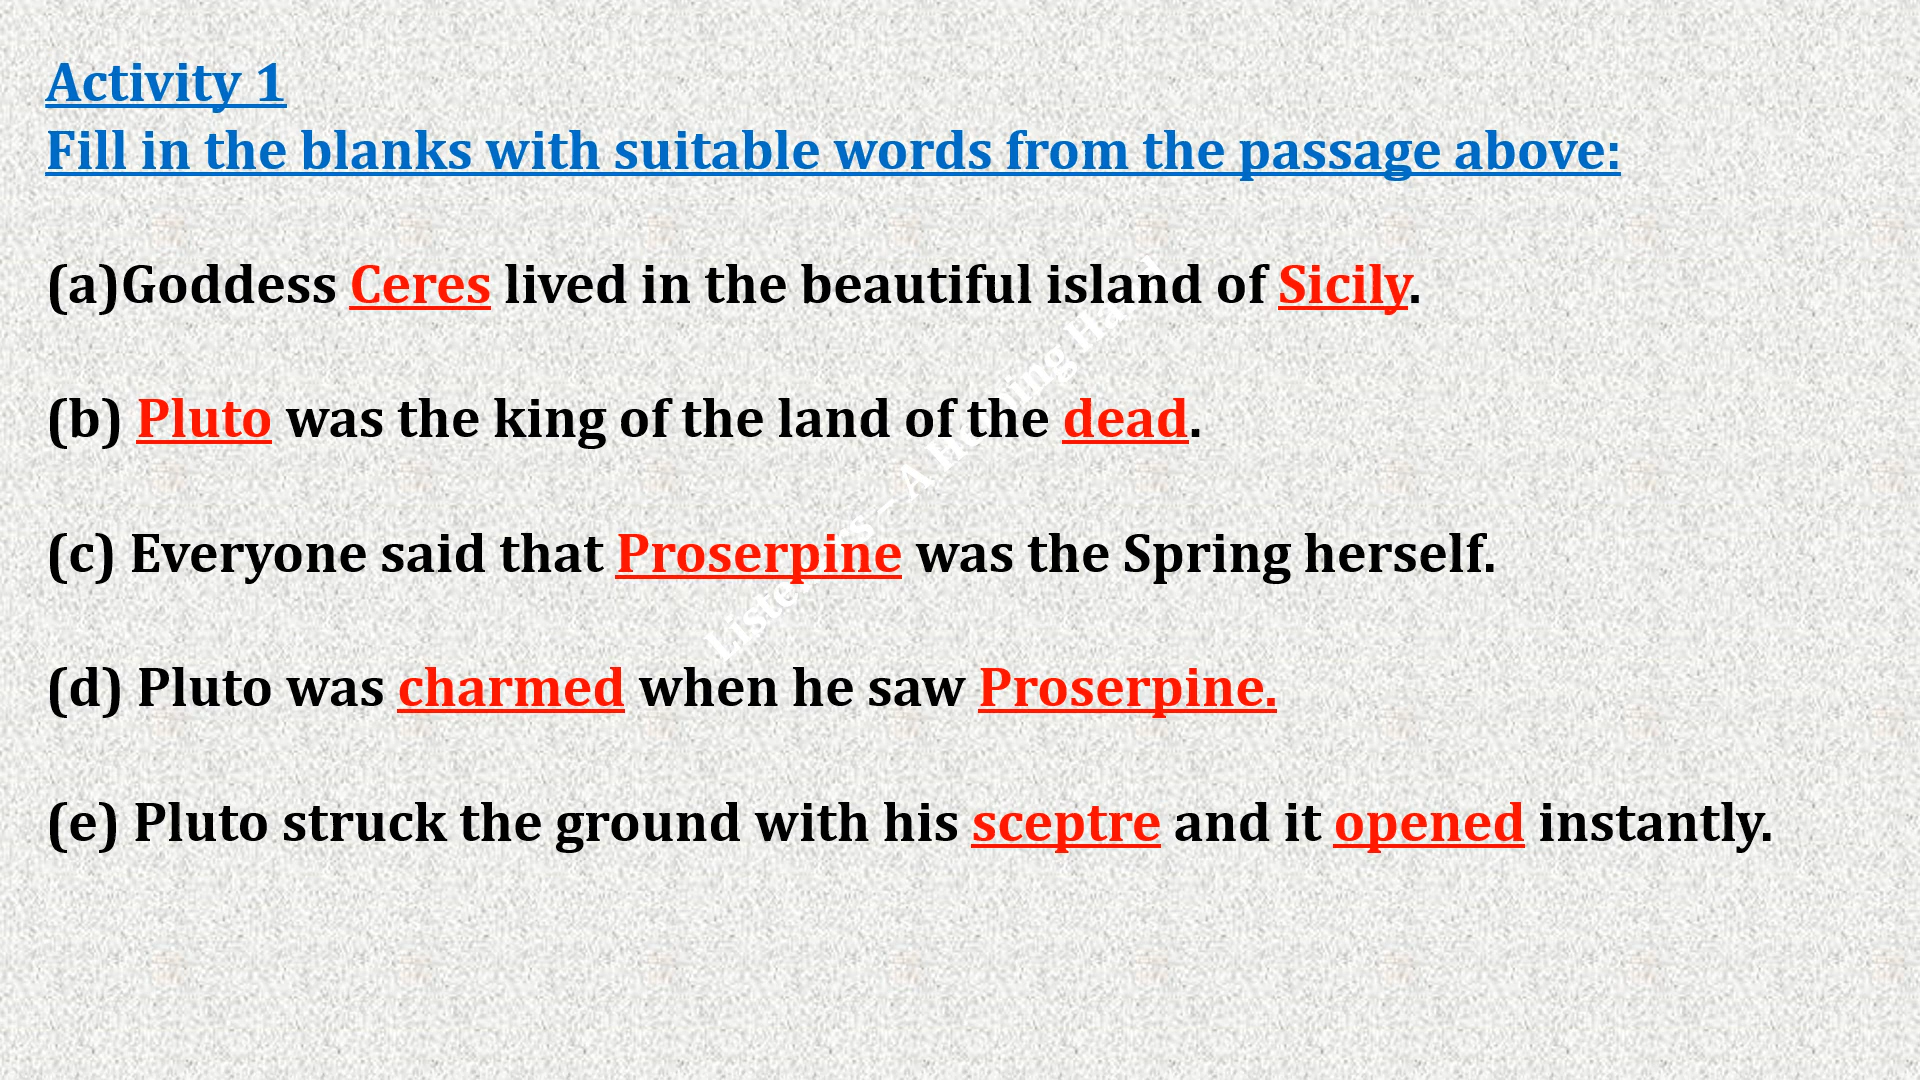 Activity 1
Fill in the blanks with suitable words from the passage above:
(a)Goddess Ceres lived in the beautiful island of Sicily.
(b) Pluto was the king of the land of the dead.
(c) Everyone said that Proserpine was the Spring herself.
(d) Pluto was charmed when he saw Proserpine.
(e) Pluto struck the ground with his sceptre and it opened instantly.